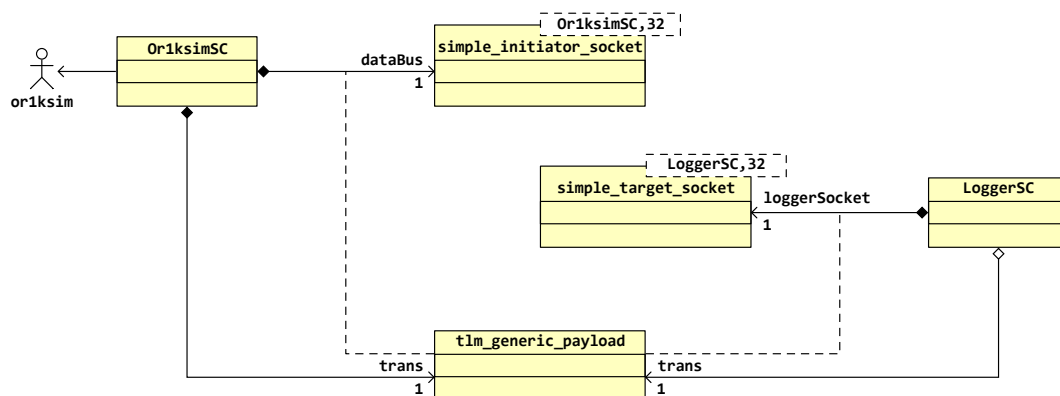 Or1ksimSC,32
Or1ksimSC
simple_initiator_socket
dataBus
1
or1ksim
LoggerSC,32
simple_target_socket
loggerSocket
LoggerSC
1
tlm_generic_payload
trans
trans
1
1